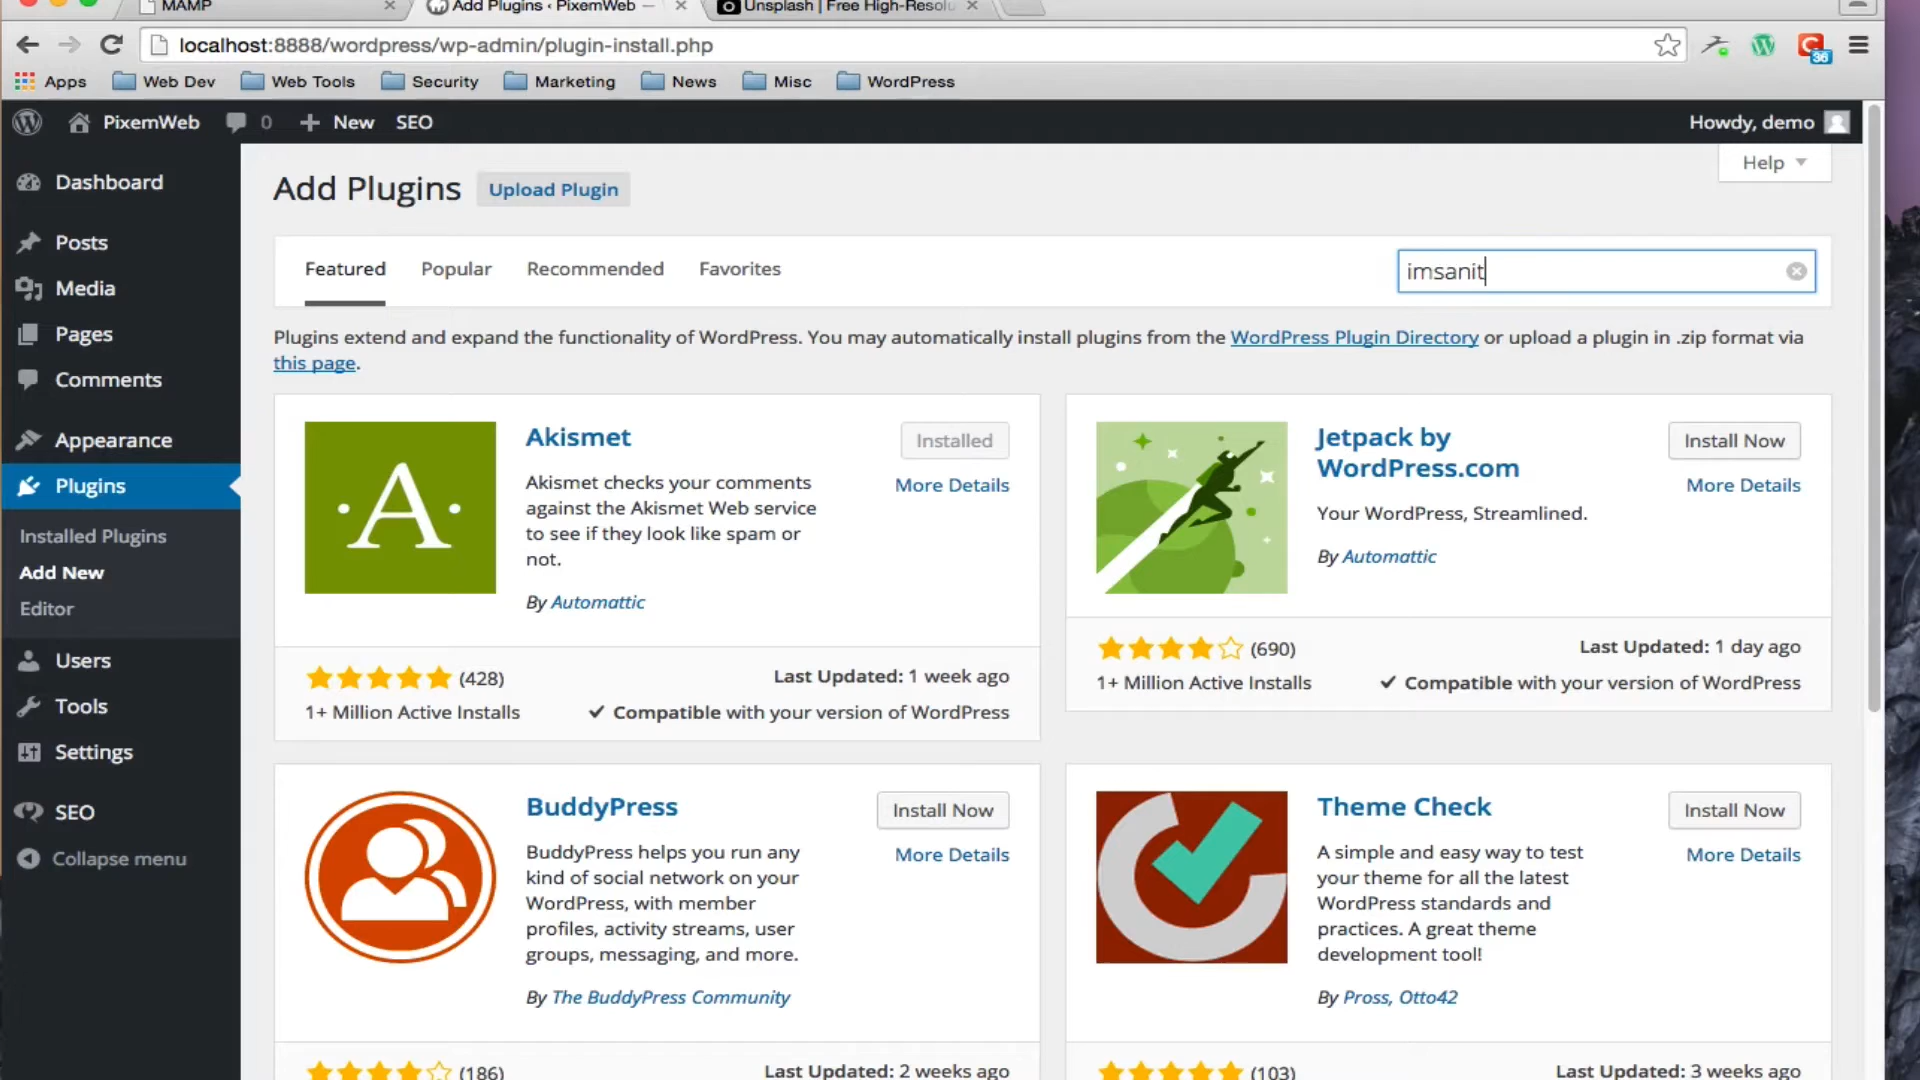 MAMP
Add Plugins ‹ PixemWeb —
Unsplash | Free High-Resolu
localhost:8888/wordpress/wp-admin/plugin-install.php
36
Apps
Web Dev
Web Tools
Security
Marketing
News
Misc
WordPress
PixemWeb
0
New
SEO
Howdy, demo
Help
Dashboard
Posts
Media
Pages
Comments
Appearance
Plugins
Installed Plugins
Add New
Editor
Users
Tools
Settings
SEO
Collapse menu
Add Plugins
Upload Plugin
Featured
Popular
Recommended
Favorites
imsanit
Plugins extend and expand the functionality of WordPress. You may automatically install plugins from the WordPress Plugin Directory or upload a plugin in .zip format via
this page.
A
Akismet
Installed
More Details
Akismet checks your comments
against the Akismet Web service
to see if they look like spam or
not.
By Automattic
(428)
Last Updated: 1 week ago
1+ Million Active Installs
Compatible with your version of WordPress
Jetpack by
WordPress.com
Install Now
More Details
Your WordPress, Streamlined.
By Automattic
(690)
Last Updated: 1 day ago
1+ Million Active Installs
Compatible with your version of WordPress
BuddyPress
Install Now
More Details
BuddyPress helps you run any
kind of social network on your
WordPress, with member
profiles, activity streams, user
groups, messaging, and more.
By The BuddyPress Community
(186)
Last Updated: 2 weeks ago
Theme Check
Install Now
More Details
A simple and easy way to test
your theme for all the latest
WordPress standards and
practices. A great theme
development tool!
By Pross, Otto42
(103)
Last Updated: 3 weeks ago